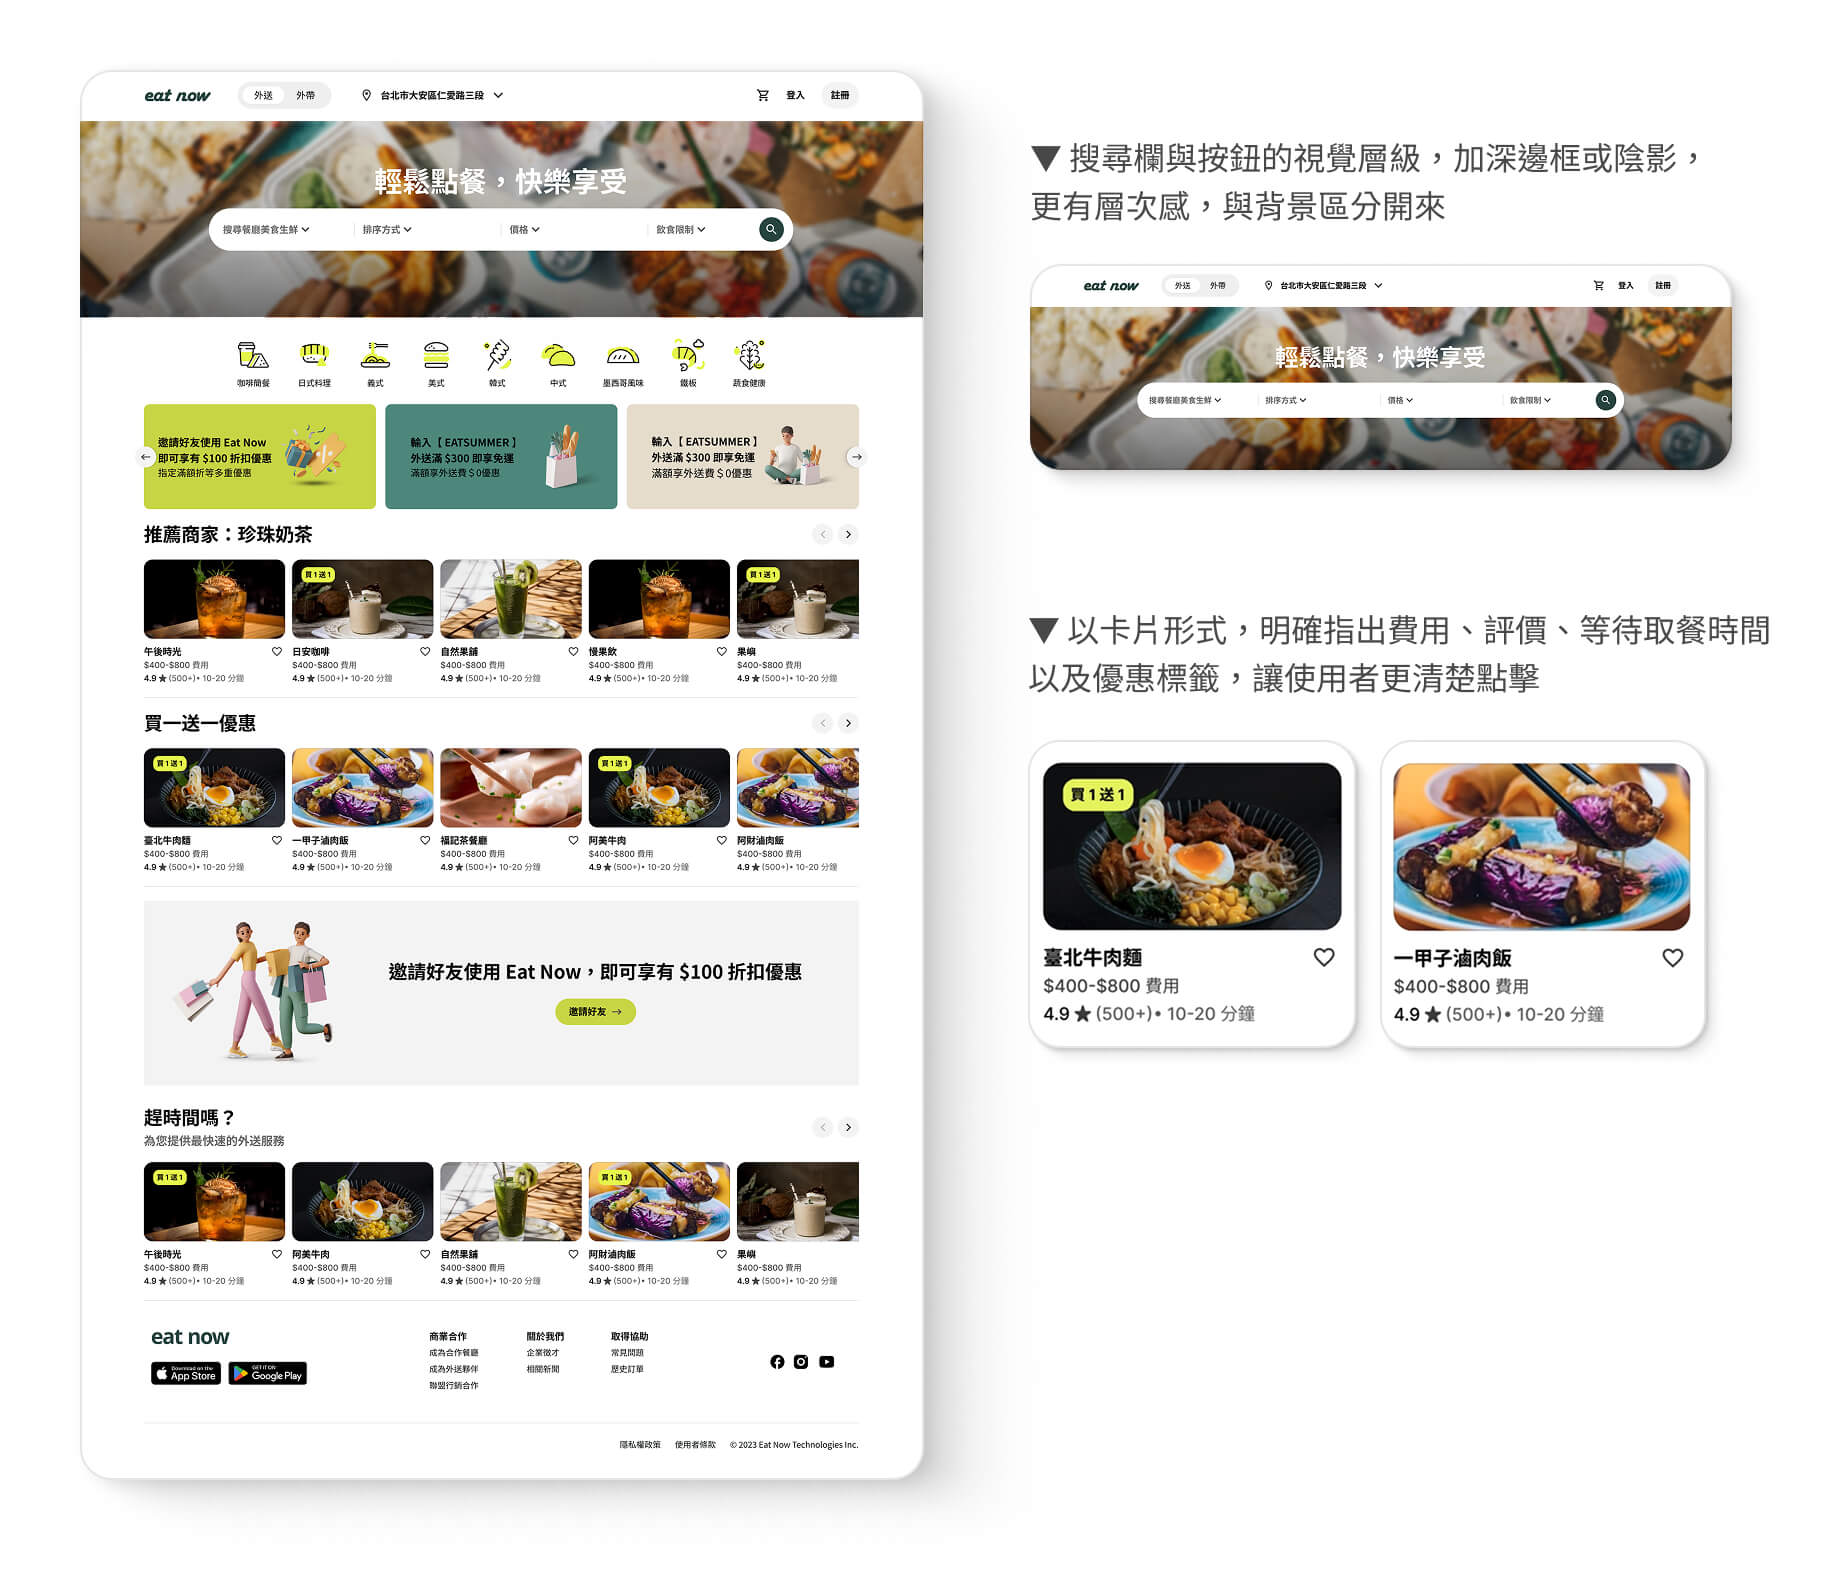 eat now
外送 外帶
台北市大安區仁愛路三段
登入 註冊
輕鬆點餐，快樂享受
搜尋餐廳美食生鮮 排序方式 價格 飲食限制
咖啡簡餐 日式料理 義式 美式 韓式 中式 墨西哥風味 鐵板 蔬食健康
邀請好友使用 Eat Now
即可享有 $100 折扣優惠
指定滿額折等多重優惠
輸入【 EATSUMMER 】
外送滿 $300 即享免運
滿額享外送費＄0優惠
輸入【 EATSUMMER 】
外送滿 $300 即享免運
滿額享外送費＄0優惠
推薦商家：珍珠奶茶
買1送1 買1送1
午後時光 日安咖啡 自然果舖 慢果飲 果嶼
$400-$800 費用 $400-$800 費用 $400-$800 費用 $400-$800 費用 $400-$800 費用
4.9 ★ (500+)• 10-20 分鐘 4.9 ★ (500+)• 10-20 分鐘 4.9 ★ (500+)• 10-20 分鐘 4.9 ★ (500+)• 10-20 分鐘 4.9 ★ (500+)• 10-20 分鐘
買一送一優惠
買1送1 買1送1
臺北牛肉麵 一甲子滷肉飯 福記茶餐廳 阿美牛肉 阿財滷肉飯
$400-$800 費用 $400-$800 費用 $400-$800 費用 $400-$800 費用 $400-$800 費用
4.9 ★ (500+)• 10-20 分鐘 4.9 ★ (500+)• 10-20 分鐘 4.9 ★ (500+)• 10-20 分鐘 4.9 ★ (500+)• 10-20 分鐘 4.9 ★ (500+)• 10-20 分鐘
邀請好友使用 Eat Now，即可享有 $100 折扣優惠
邀請好友 →
趕時間嗎？
為您提供最快速的外送服務
買1送1 買1送1
午後時光 阿美牛肉 自然果舖 阿財滷肉飯 果嶼
$400-$800 費用 $400-$800 費用 $400-$800 費用 $400-$800 費用 $400-$800 費用
4.9 ★ (500+)• 10-20 分鐘 4.9 ★ (500+)• 10-20 分鐘 4.9 ★ (500+)• 10-20 分鐘 4.9 ★ (500+)• 10-20 分鐘 4.9 ★ (500+)• 10-20 分鐘
eat now
Download on the
App Store
GET IT ON
Google Play
商業合作
成為合作餐廳
成為外送夥伴
聯盟行銷合作
關於我們
企業徵才
相關新聞
取得協助
常見問題
歷史訂單
隱私權政策 使用者條款 © 2023 Eat Now Technologies Inc.
▼ 搜尋欄與按鈕的視覺層級，加深邊框或陰影，
更有層次感，與背景區分開來
eat now
外送 外帶
台北市大安區仁愛路三段
登入 註冊
輕鬆點餐，快樂享受
搜尋餐廳美食生鮮 排序方式 價格 飲食限制
▼ 以卡片形式，明確指出費用、評價、等待取餐時間
以及優惠標籤，讓使用者更清楚點擊
買1送1
臺北牛肉麵
$400-$800 費用
4.9 ★ (500+)• 10-20 分鐘
一甲子滷肉飯
$400-$800 費用
4.9 ★ (500+)• 10-20 分鐘